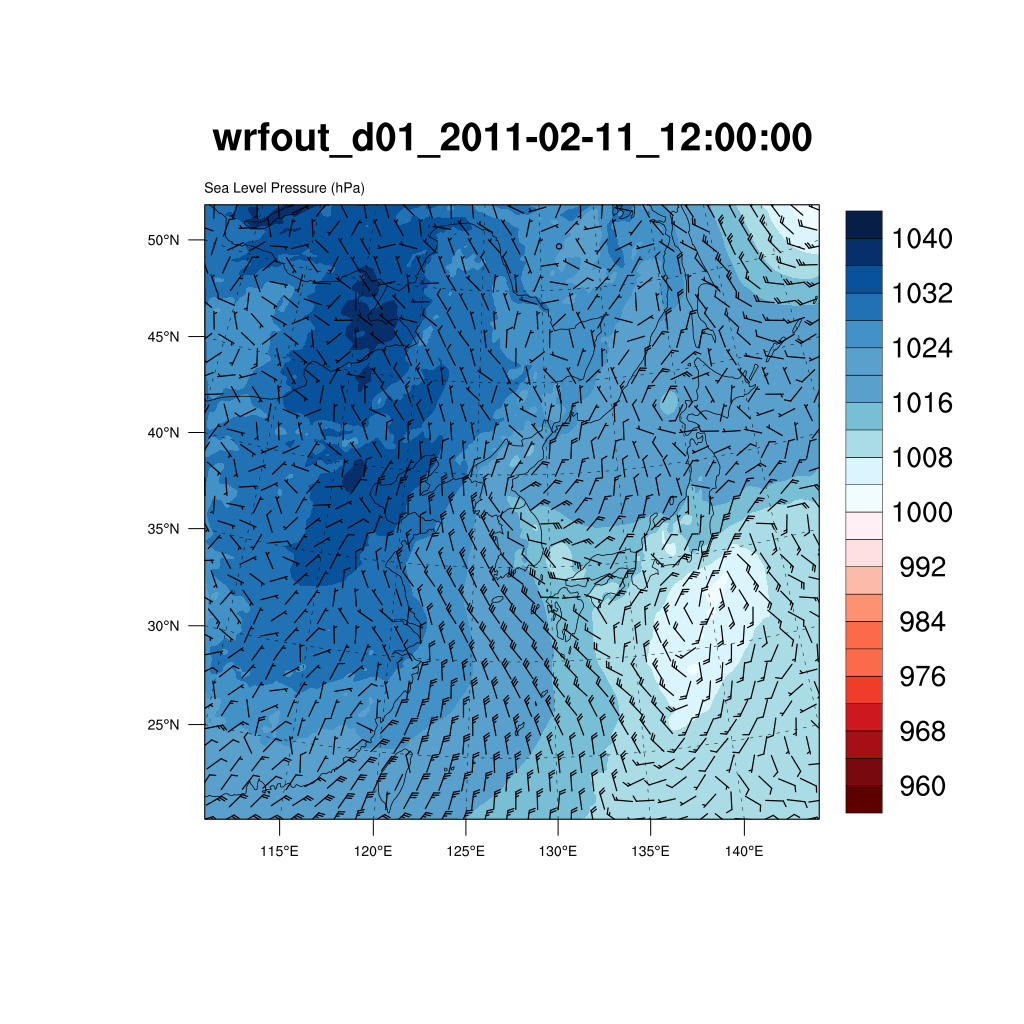 wrfout_d01_2011-02-11_12:00:00
Sea Level Pressure (hPa)
50°N
45°N
40°N
35°N
30°N
25°N
115°E
120°E
125°E
130°E
135°E
140°E
1040
1032
1024
1016
1008
1000
992
984
976
968
960